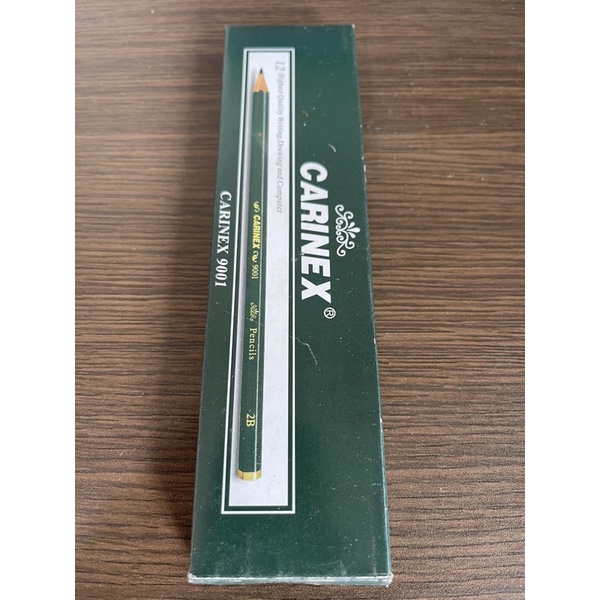 CARINEX®
12 Highest Quality Writing, Drawing and Computer
CARINEX 9001
Pencils
2B
CARINEX 9001